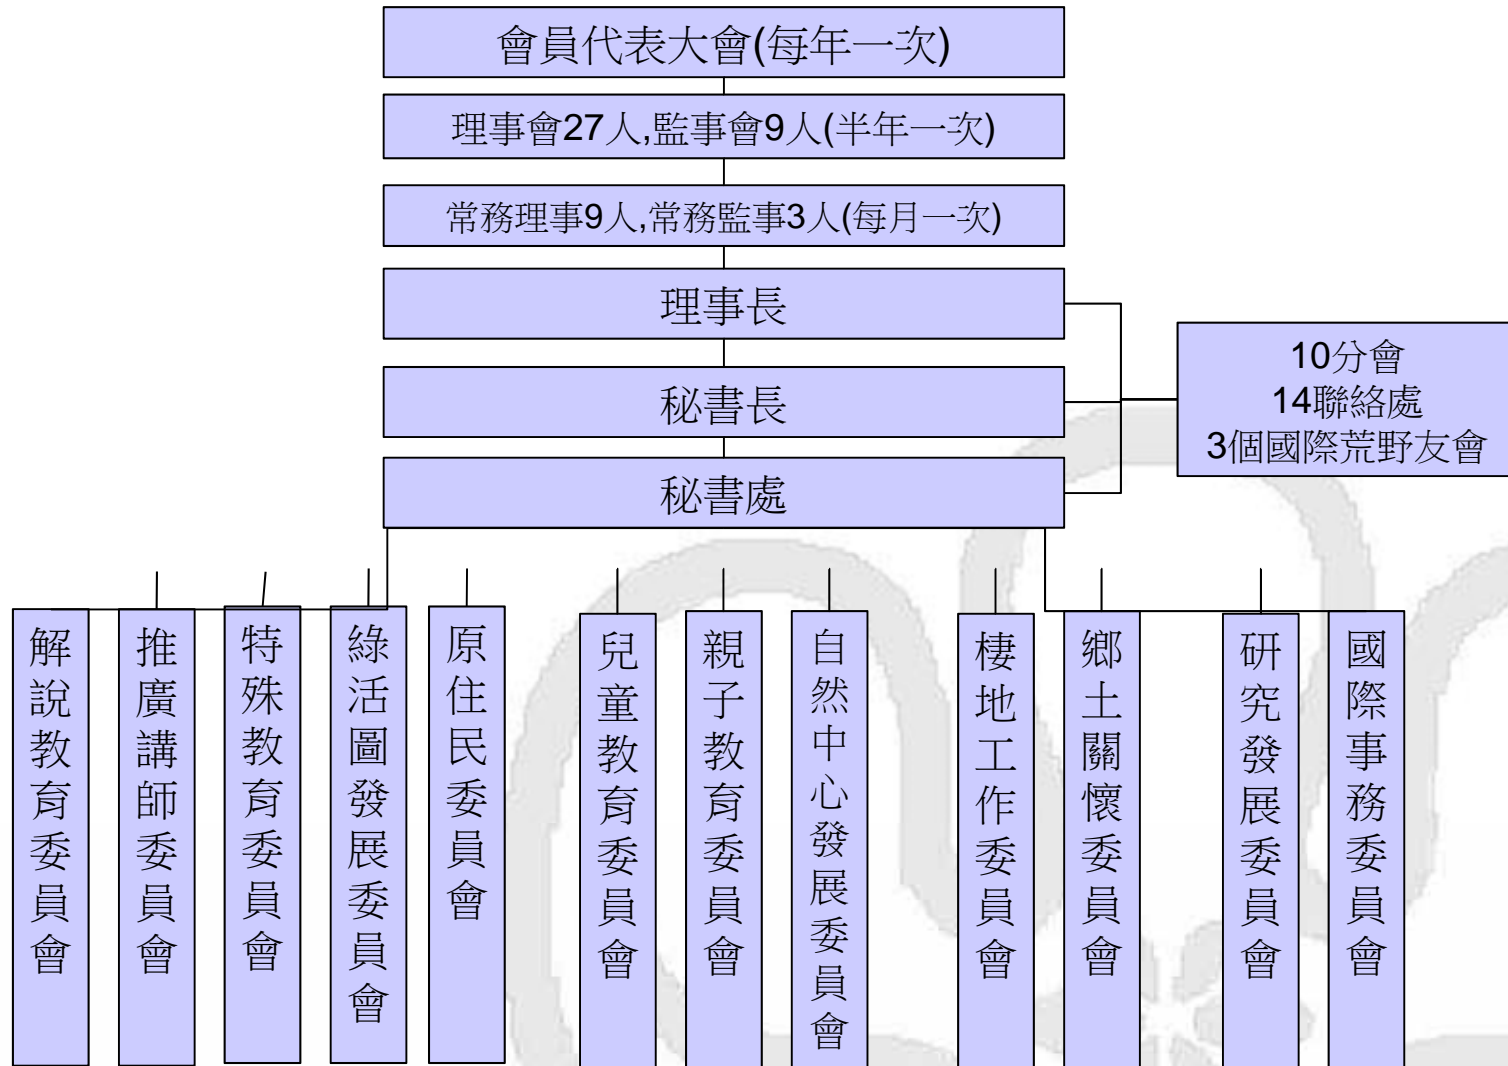 會員代表大會(每年一次)
理事會27人,監事會9人(半年一次)
常務理事9人,常務監事3人(每月一次)
理事長
秘書長
秘書處
10分會
14聯絡處
3個國際荒野友會
解說教育委員會
推廣講師委員會
特殊教育委員會
綠活圖發展委員會
原住民委員會
兒童教育委員會
親子教育委員會
自然中心發展委員會
棲地工作委員會
鄉土關懷委員會
研究發展委員會
國際事務委員會